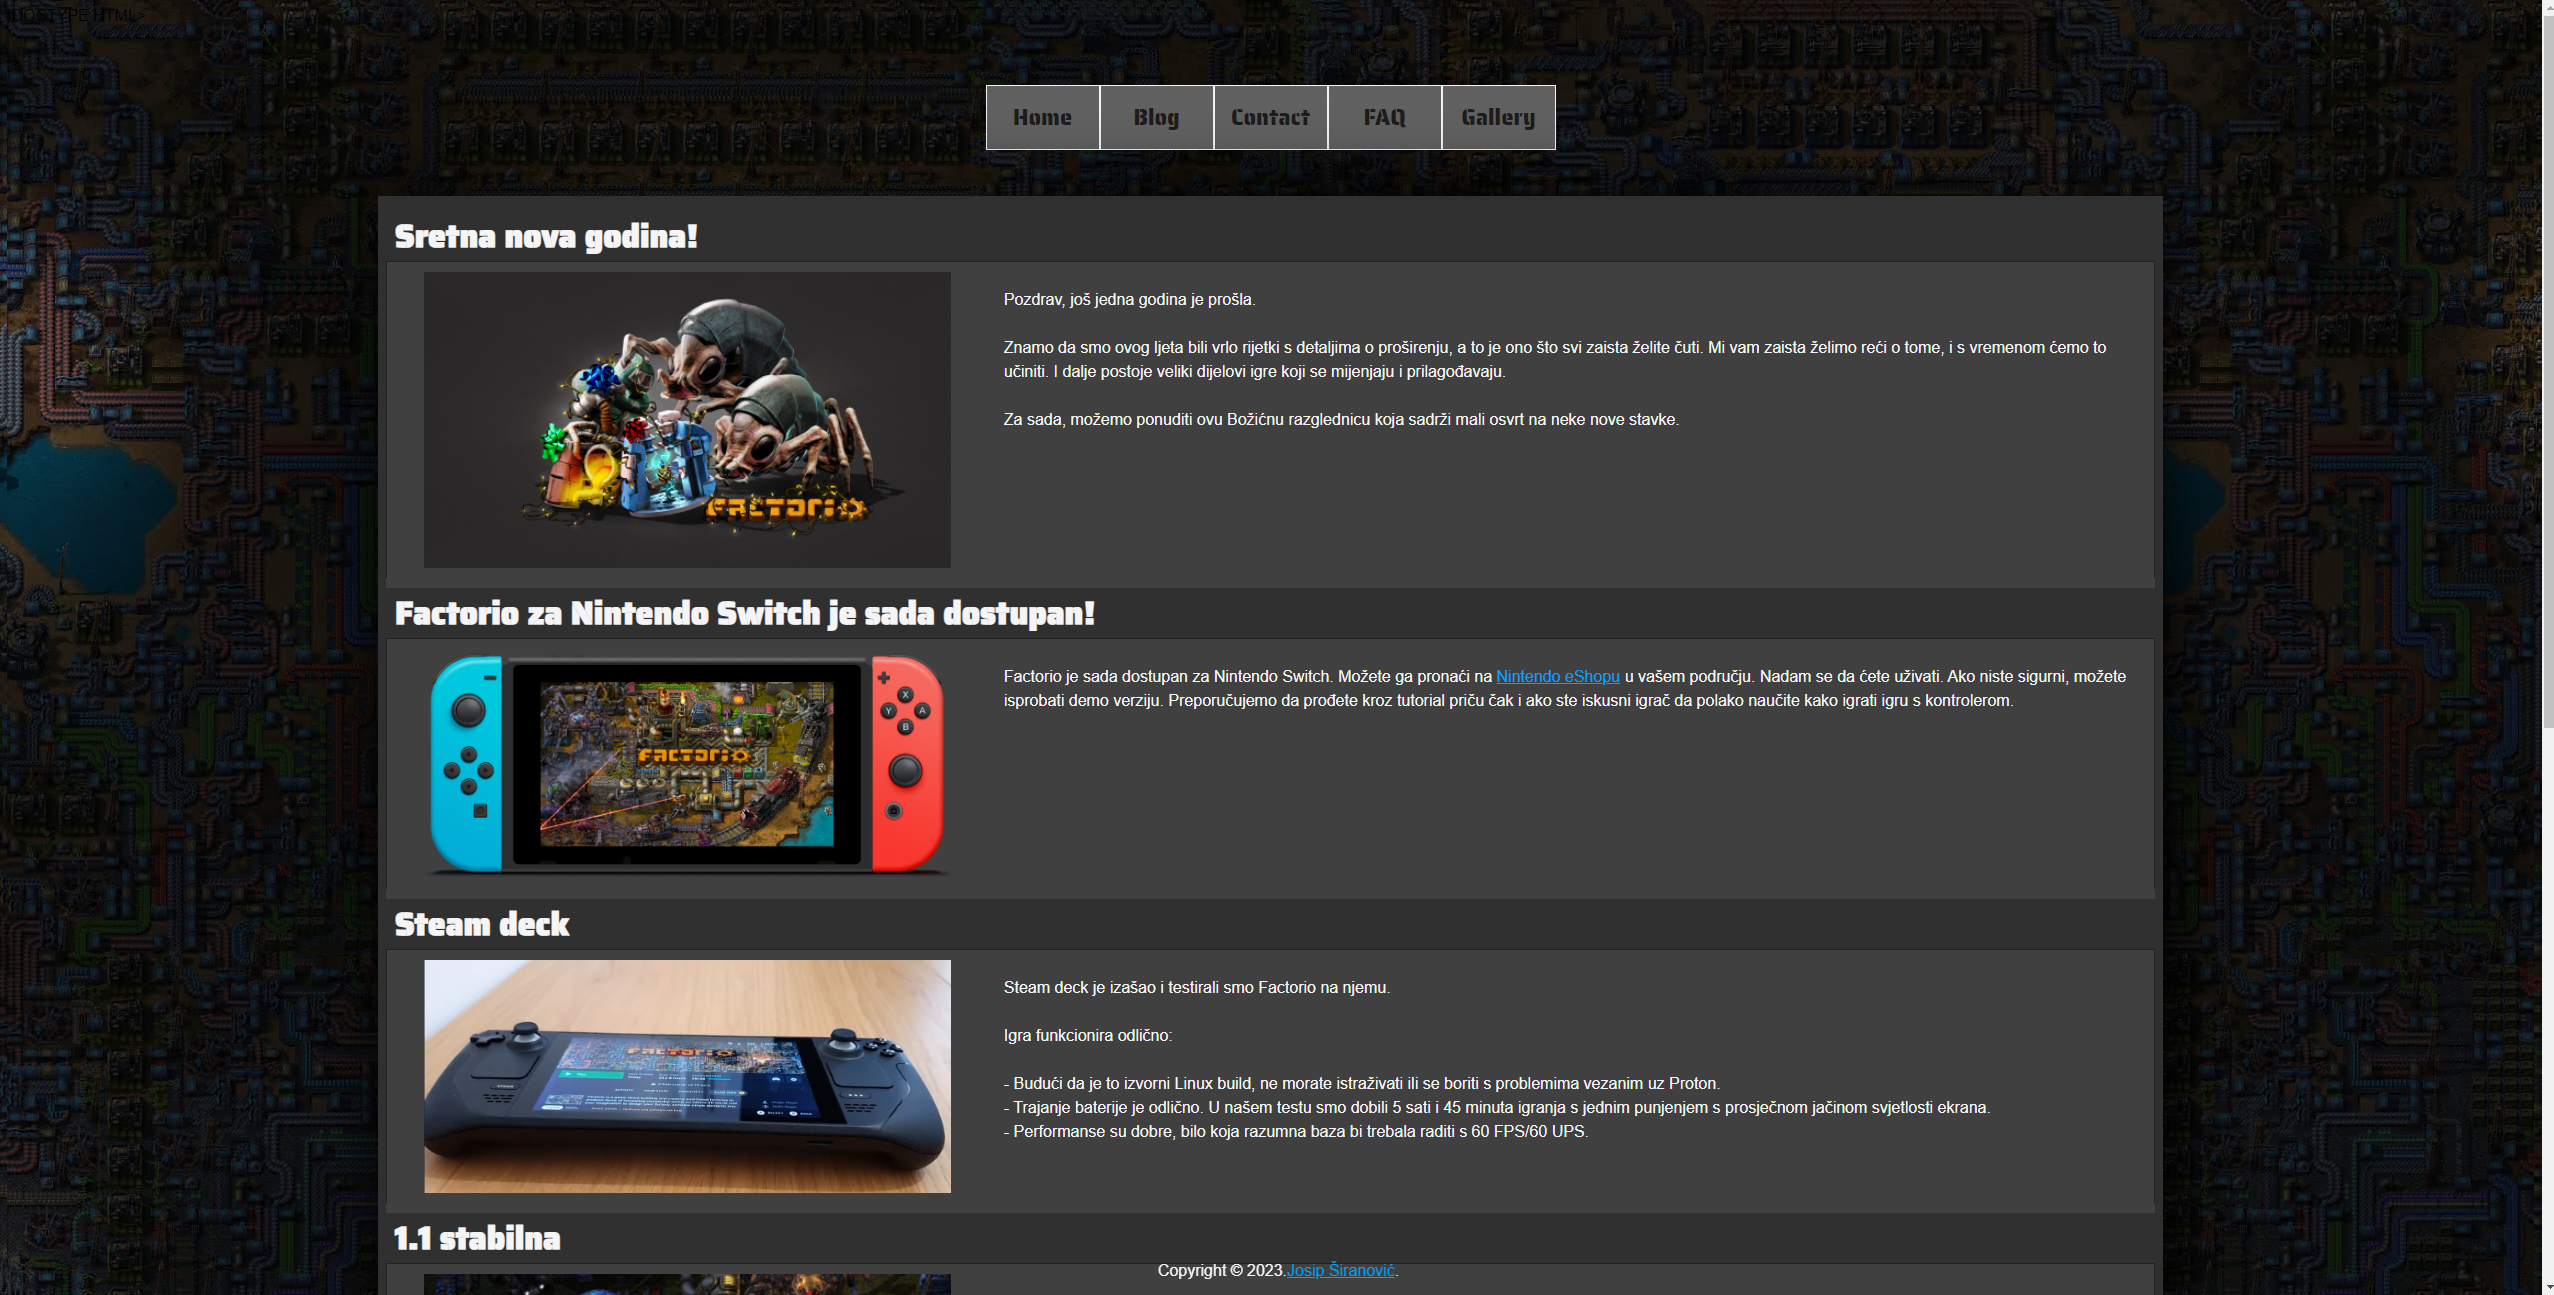 !DOCTYPE HTML>
Home Blog Contact FAQ Gallery
Sretna nova godina!
Pozdrav, još jedna godina je prošla.
Znamo da smo ovog ljeta bili vrlo rijetki s detaljima o proširenju, a to je ono što svi zaista želite čuti. Mi vam zaista želimo reći o tome, i s vremenom ćemo to
učiniti. I dalje postoje veliki dijelovi igre koji se mijenjaju i prilagođavaju.
Za sada, možemo ponuditi ovu Božićnu razglednicu koja sadrži mali osvrt na neke nove stavke.
FACTORIO
Factorio za Nintendo Switch je sada dostupan!
Factorio je sada dostupan za Nintendo Switch. Možete ga pronaći na Nintendo eShopu u vašem području. Nadam se da ćete uživati. Ako niste sigurni, možete
isprobati demo verziju. Preporučujemo da prođete kroz tutorial priču čak i ako ste iskusni igrač da polako naučite kako igrati igru s kontrolerom.
X
Y A
B
FACTORIO
Steam deck
Steam deck je izašao i testirali smo Factorio na njemu.
Igra funkcionira odlično:
- Budući da je to izvorni Linux build, ne morate istraživati ili se boriti s problemima vezanim uz Proton.
- Trajanje baterije je odlično. U našem testu smo dobili 5 sati i 45 minuta igranja s jednim punjenjem s prosječnom jačinom svjetlosti ekrana.
- Performanse su dobre, bilo koja razumna baza bi trebala raditi s 60 FPS/60 UPS.
FACTORIO
1.1 stabilna
Copyright © 2023.Josip Široanović.